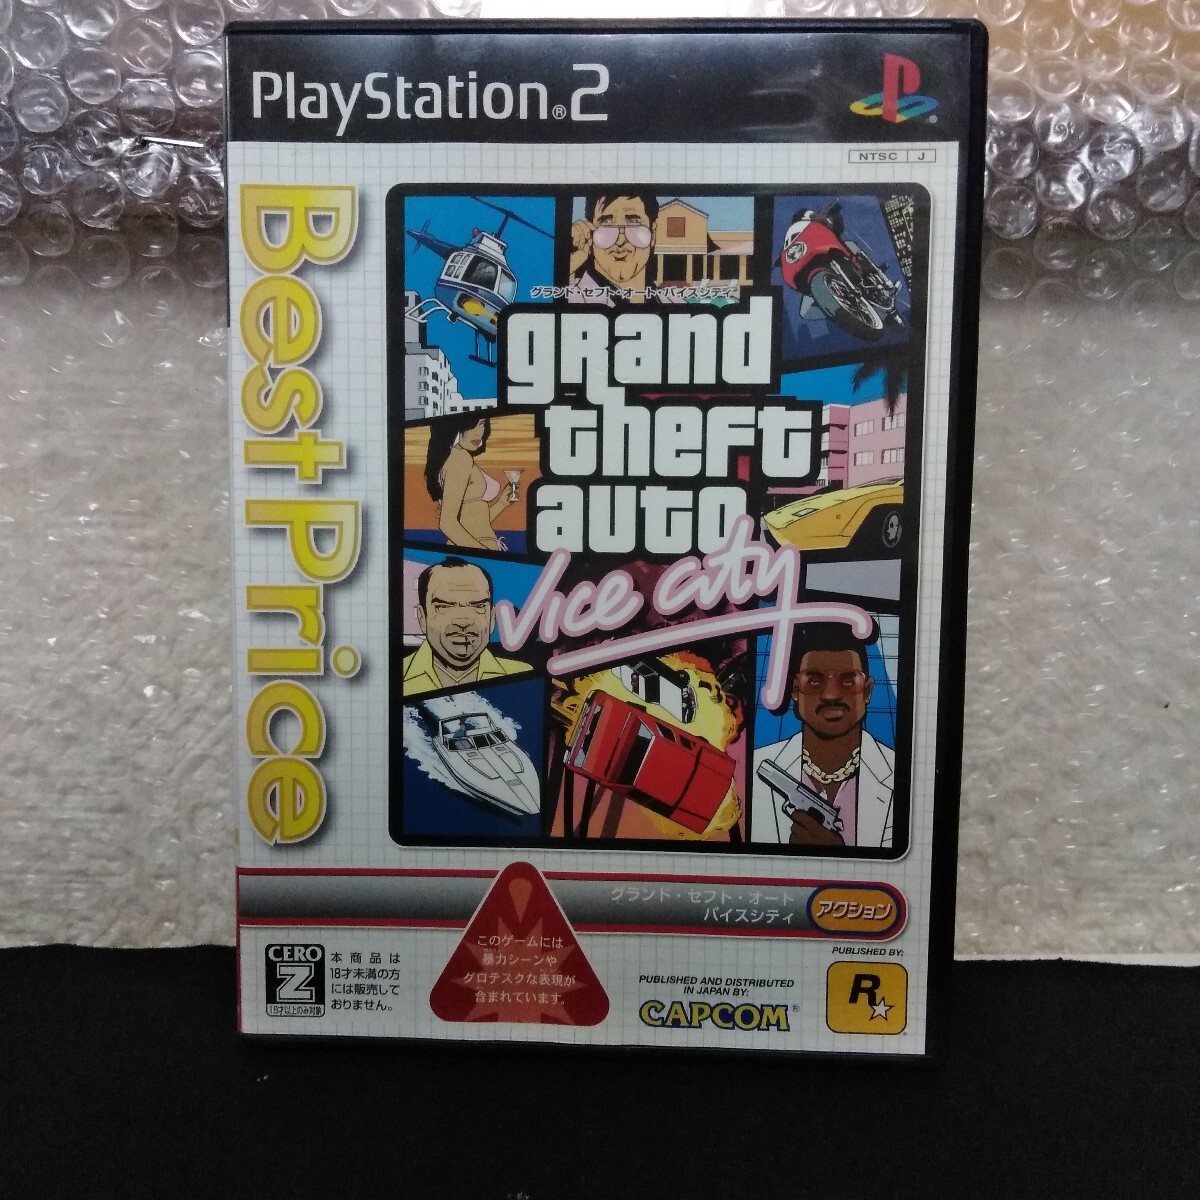 PlayStation®2
NTSC J
Best Price
グランド・セフト・オート・バイスシティ
grand
theft
auto
Vice City
グランド・セフト・オート
バイスシティ
アクション
このゲームには
暴力シーンや
グロテスクな表現が
含まれています。
CERO
Z
18才以上のみ対象
本商品は
18才未満の方
には販売して
おりません。
PUBLISHED AND DISTRIBUTED
IN JAPAN BY:
CAPCOM®
PUBLISHED BY:
R